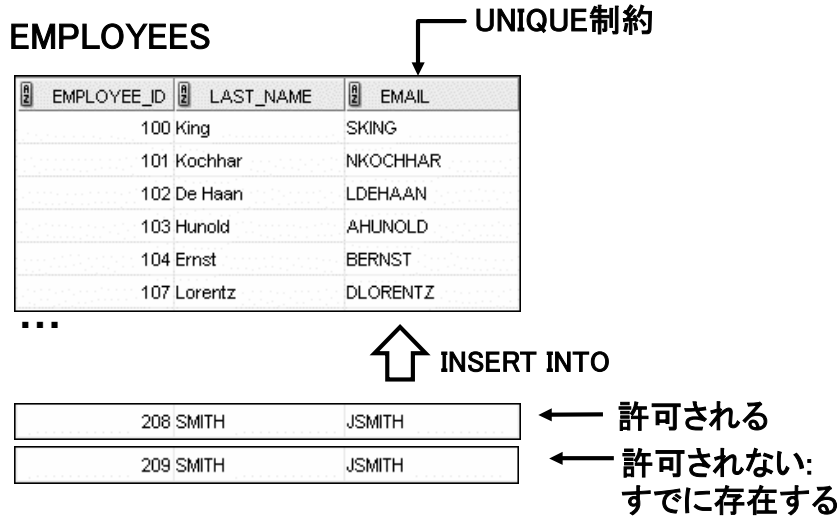 UNIQUE制約
EMPLOYEES
EMPLOYEE_ID LAST_NAME EMAIL
100 King SKING
101 Kochhar NKOCHHAR
102 De Haan LDEHAAN
103 Hunold AHUNOLD
104 Ernst BERNST
107 Lorentz DLORENTZ
...
INSERT INTO
208 SMITH JSMITH
許可される
209 SMITH JSMITH
許可されない:
すでに存在する